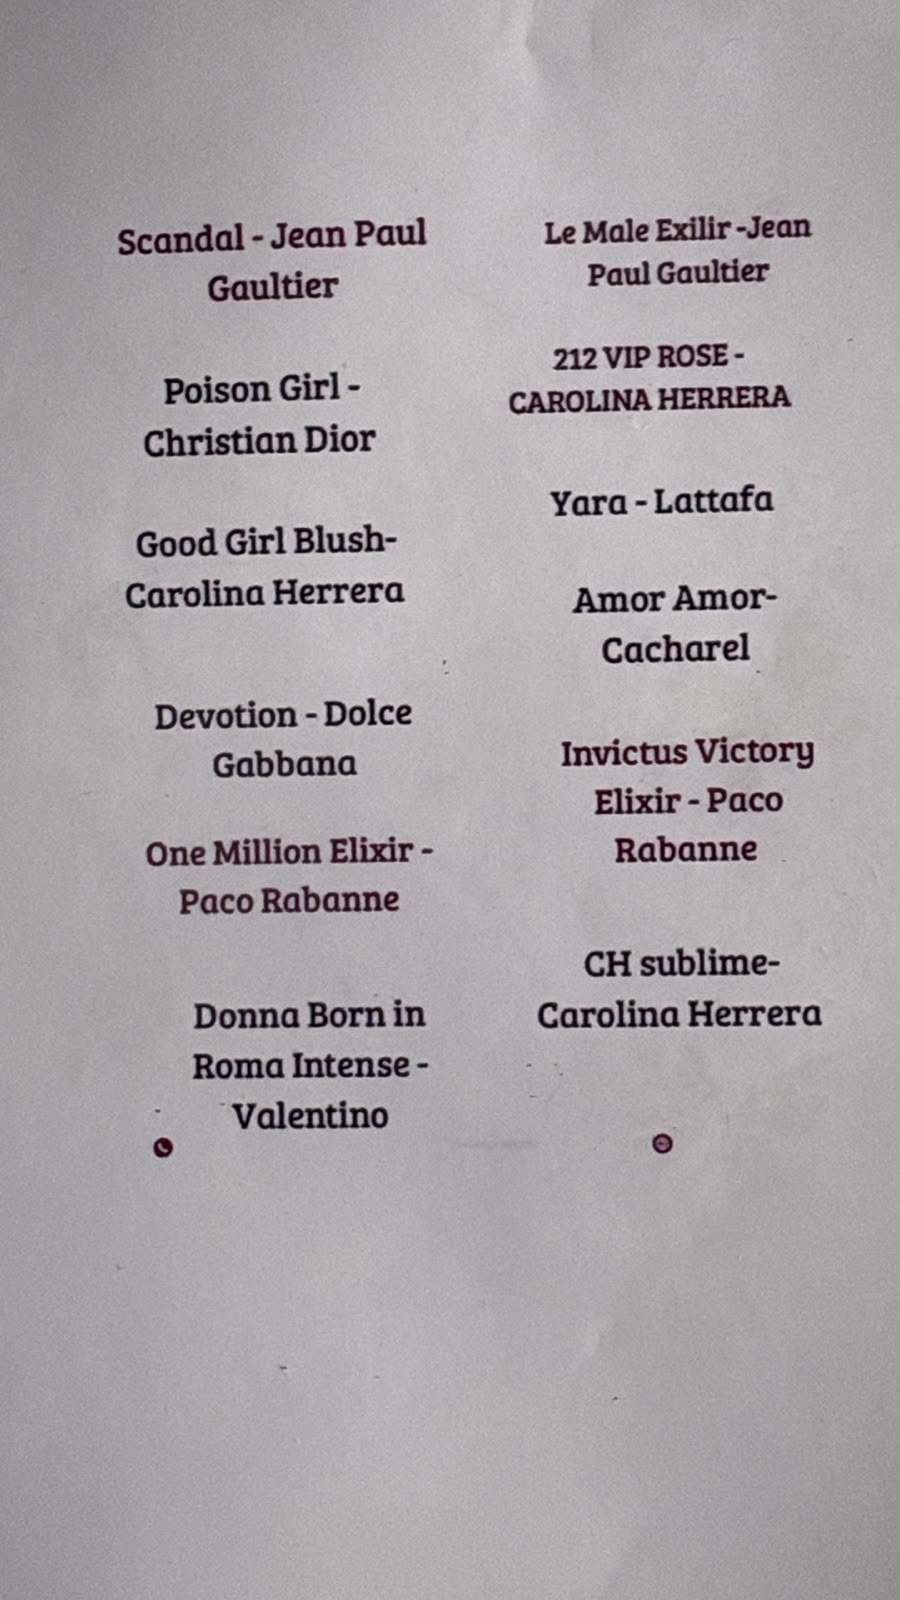 Scandal - Jean Paul
Gaultier
Poison Girl -
Christian Dior
Good Girl Blush-
Carolina Herrera
Devotion - Dolce
Gabbana
One Million Elixir -
Paco Rabanne
Donna Born in
Roma Intense -
Valentino
Le Male Exilir -Jean
Paul Gaultier
212 VIP ROSE -
CAROLINA HERRERA
Yara - Lattafa
Amor Amor-
Cacharel
Invictus Victory
Elixir - Paco
Rabanne
CH sublime-
Carolina Herrera